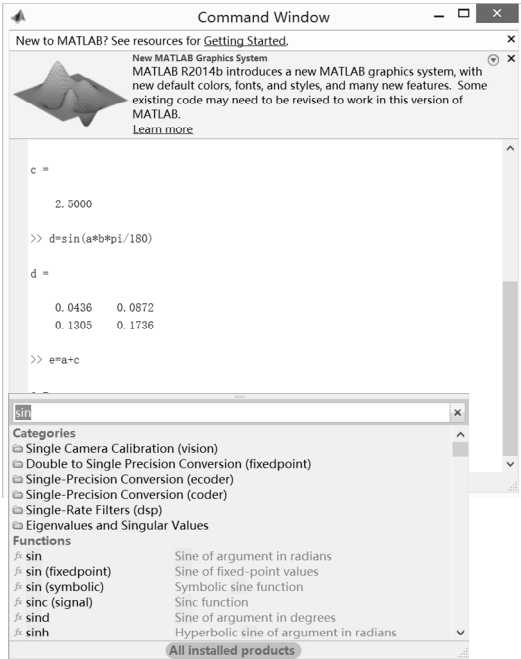 Command Window
New to MATLAB? See resources for Getting Started.
New MATLAB Graphics System
MATLAB R2014b introduces a new MATLAB graphics system, with
new default colors, fonts, and styles, and many new features. Some
existing code may need to be revised to work in this version of
MATLAB.
Learn more
c =
2.5000
>> d=sin(a*b*pi/180)
d =
0.0436 0.0872
0.1305 0.1736
>> e=a+c
sin
Categories
Single Camera Calibration (vision)
Double to Single Precision Conversion (fixedpoint)
Single-Precision Conversion (ecoder)
Single-Precision Conversion (coder)
Single-Rate Filters (dsp)
Eigenvalues and Singular Values
Functions
fx sin Sine of argument in radians
fx sin (fixedpoint) Sine of fixed-point values
fx sin (symbolic) Symbolic sine function
fx sinc (signal) Sinc function
fx sind Sine of argument in degrees
fx sinh Hyperbolic sine of argument in radians
All installed products